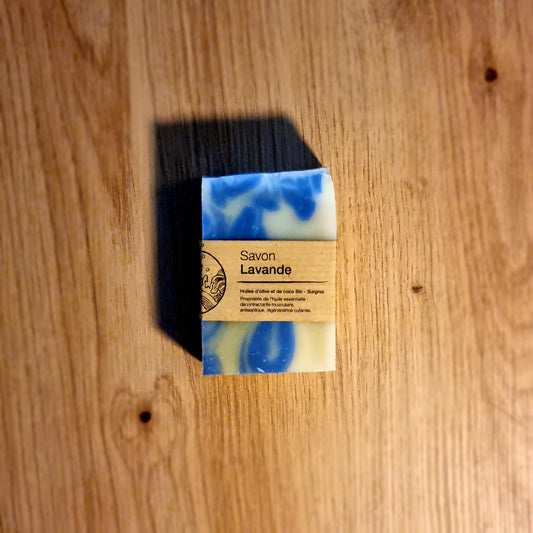 Savon
Lavande
Huiles d'olive et de coco Bio - Surgras
Propriétés de l'huile essentielle :
décontractante musculaire,
antiseptique, régénératrice cutanée.